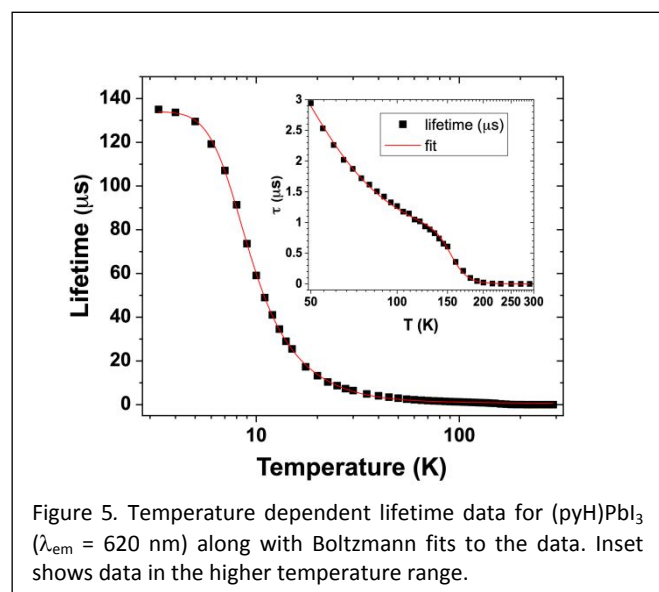 140
120
100
80
60
40
20
0
Lifetime (μs)
10
100
Temperature (K)
3
2.5
2
1.5
1
0.5
0
τ (μs)
lifetime (μs)
fit
50
100
150
200
250
300
T (K)
Figure 5. Temperature dependent lifetime data for (pyH)PbI₃
(λₑₘ = 620 nm) along with Boltzmann fits to the data. Inset
shows data in the higher temperature range.